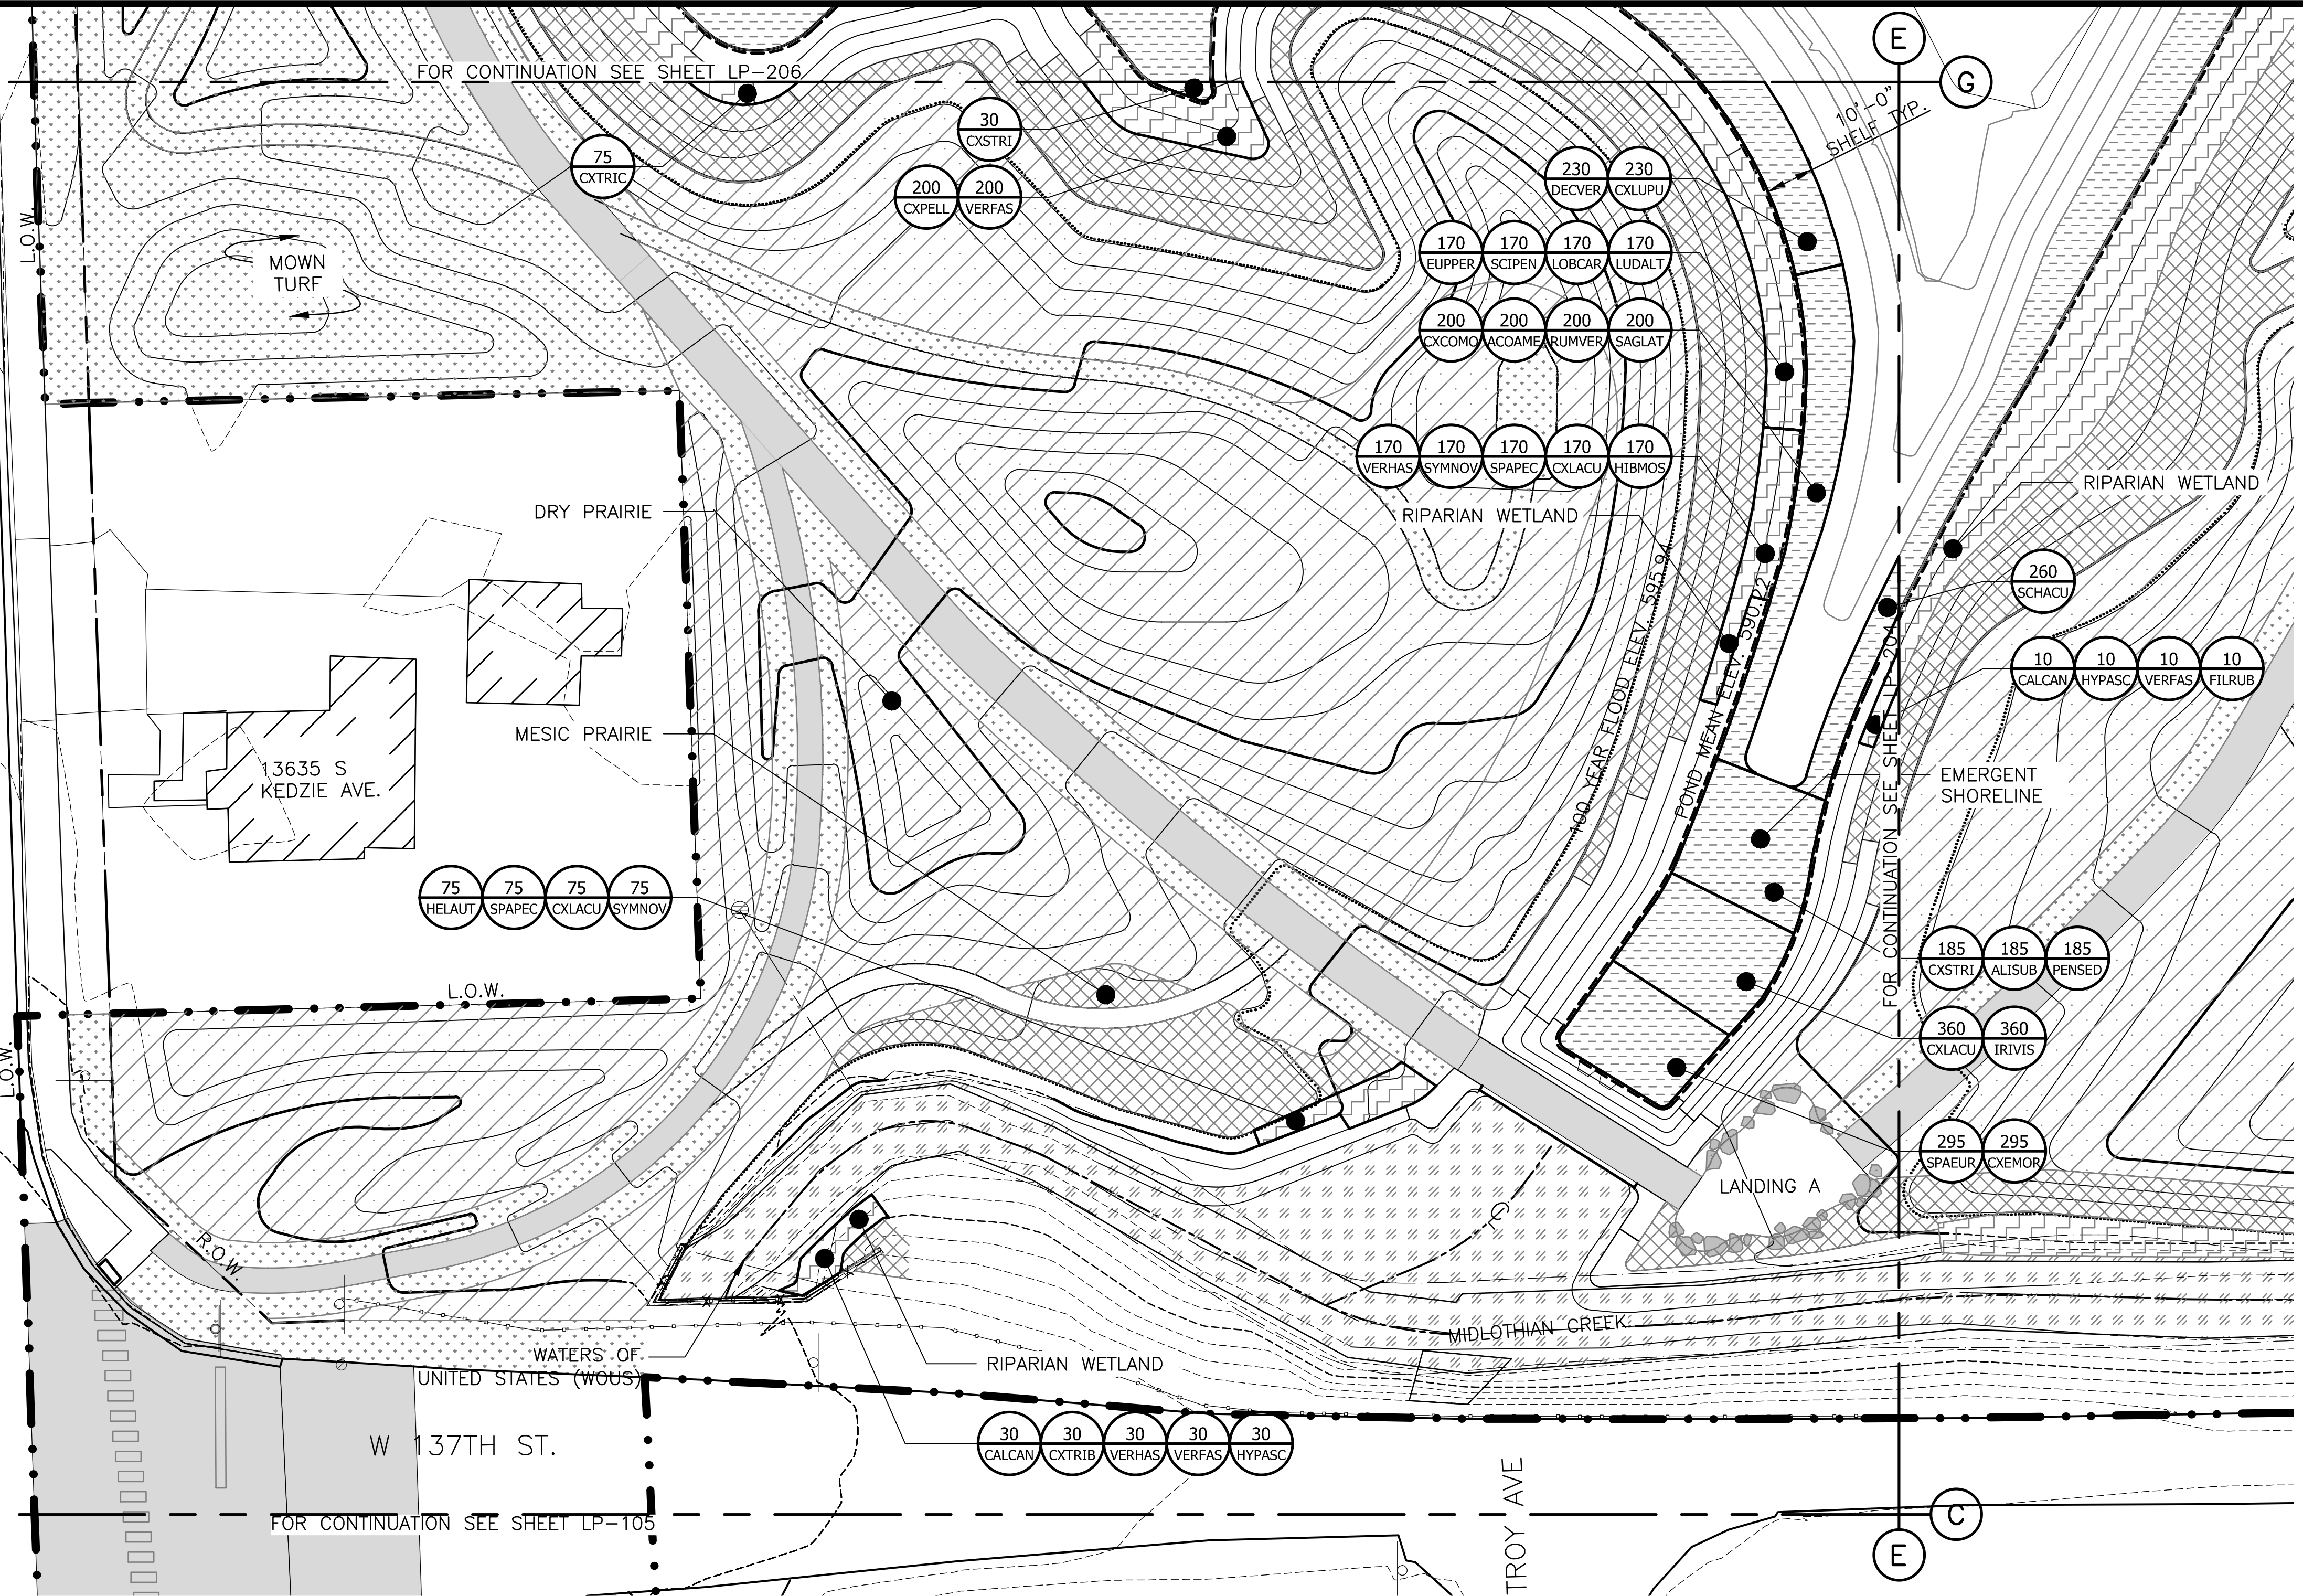 FOR CONTINUATION SEE SHEET LP-206
E
G
10'-0"
SHELF TYP.
30
CXSTRI
75
CXTRIC
200 200
CXPELL VERFAS
230 230
DECVER CXLUPU
170 170 170 170
EUPPER SCIPEN LOBCAR LUDALT
200 200 200 200
CXCOMO ACOAME RUMVER SAGLAT
170 170 170 170 170
VERHAS SYMNOV SPAPEC CXLACU HIBMOS
L.O.W.
MOWN
TURF
DRY PRAIRIE
RIPARIAN WETLAND
RIPARIAN WETLAND
100 YEAR FLOOD ELEV. 595.94
POND MEAN ELEV. 590.22
260
SCHACU
10 10 10 10
CALCAN HYPASC VERFAS FILRUB
MESIC PRAIRIE
13635 S
KEDZIE AVE.
EMERGENT
SHORELINE
FOR CONTINUATION SEE SHEET LP-204
75 75 75 75
HELAUT SPAPEC CXLACU SYMNOV
185 185 185
CXSTRI ALISUB PENSED
L.O.W.
L.O.W.
360 360
CXLACU IRIVIS
295 295
SPAEUR CXEMOR
LANDING A
R.O.W.
MIDLOTHIAN CREEK
WATERS OF
UNITED STATES (WOUS)
RIPARIAN WETLAND
30 30 30 30 30
CALCAN CXTRIB VERHAS VERFAS HYPASC
W 137TH ST.
TROY AVE
FOR CONTINUATION SEE SHEET LP-105
C
E